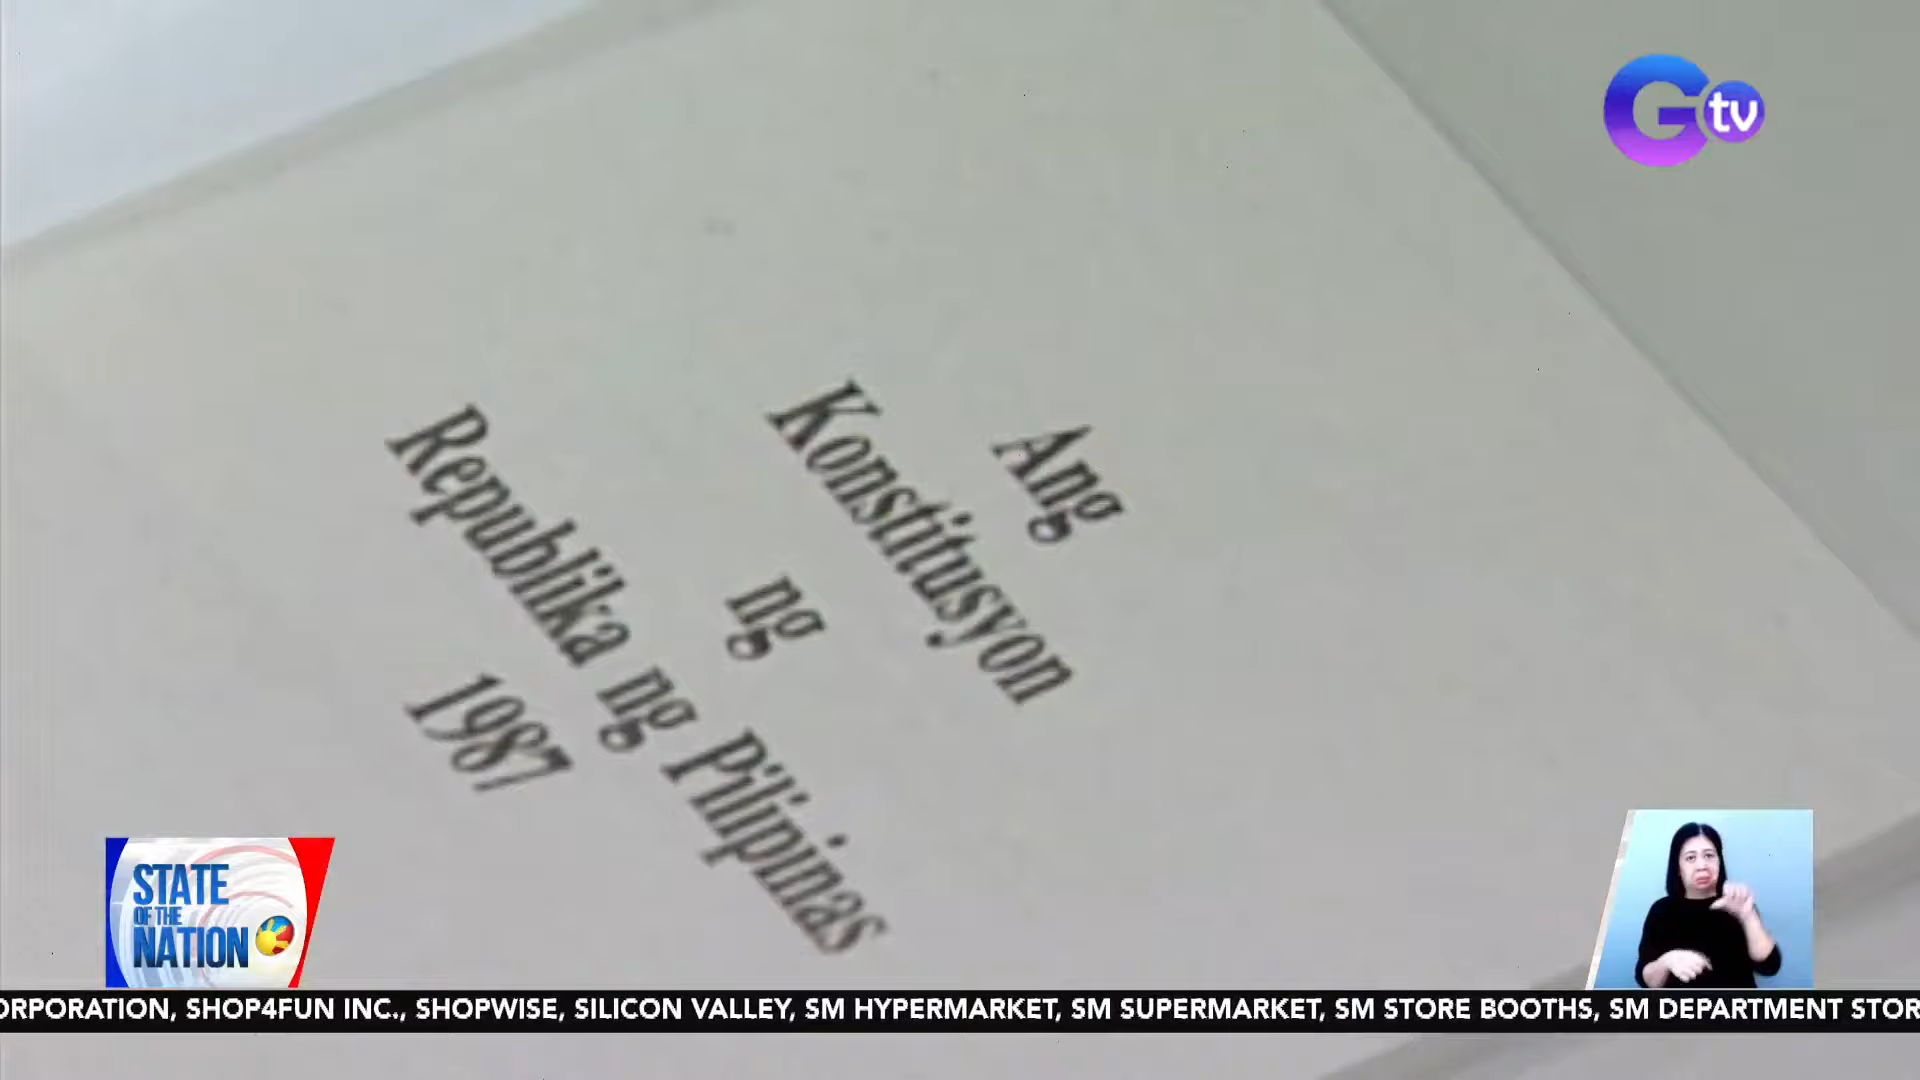 Gtv
Ang
Konstitusyon
ng
Republika ng Pilipinas
1987
STATE
OF THE
NATION
ORPORATION, SHOP4FUN INC., SHOPWISE, SILICON VALLEY, SM HYPERMARKET, SM SUPERMARKET, SM STORE BOOTHS, SM DEPARTMENT STOR